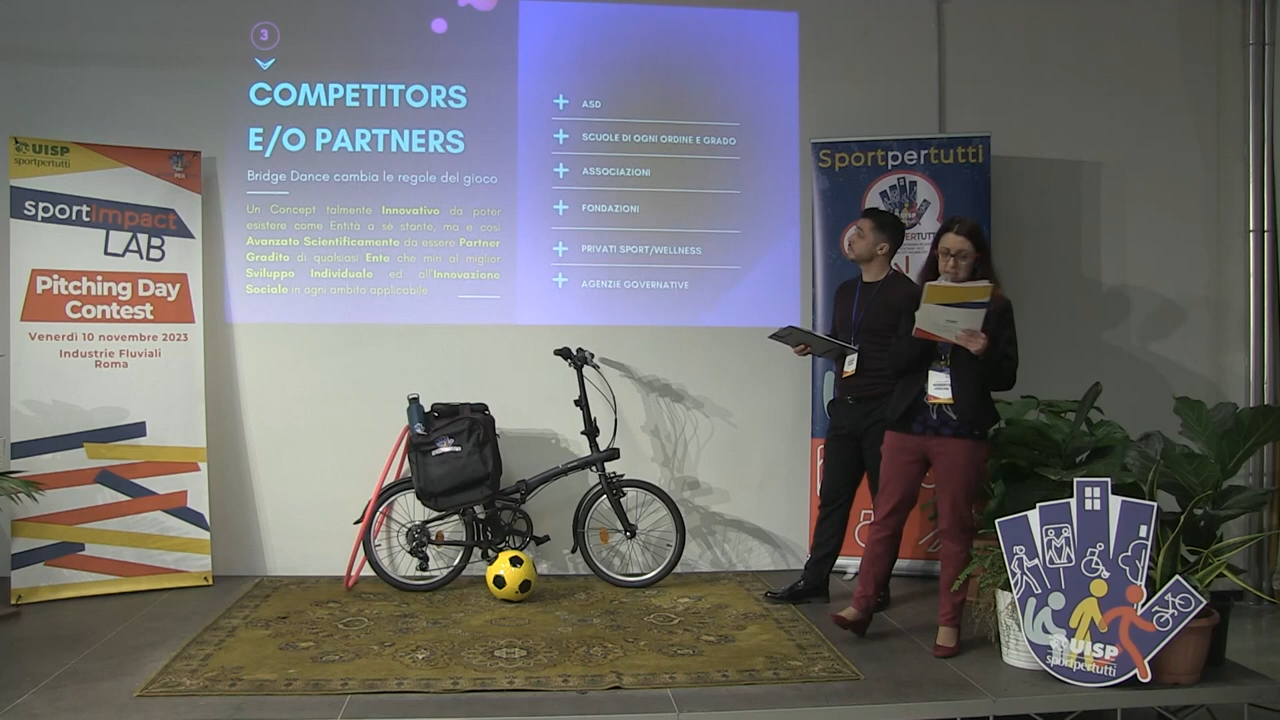 3
COMPETITORS
E/O PARTNERS
Bridge Dance cambia le regole del gioco
Un Concept talmente Innovativo da poter
esistere come Entità a sè stante, ma e così
Avanzato Scientificamente da essere Partner
Gradito di qualsiasi Ente che miri al miglior
Sviluppo Individuale ed all'Innovazione
Sociale in ogni ambito applicabile
+ ASD
+ SCUOLE DI OGNI ORDINE E GRADO
+ ASSOCIAZIONI
+ FONDAZIONI
+ PRIVATI SPORT/WELLNESS
+ AGENZIE GOVERNATIVE
UISP
sportpertutti
PER
sportimpact
LAB
Pitching Day
Contest
Venerdì 10 novembre 2023
Industrie Fluviali
Roma
Sportpertutti
UISP
UISP
sportpertutti